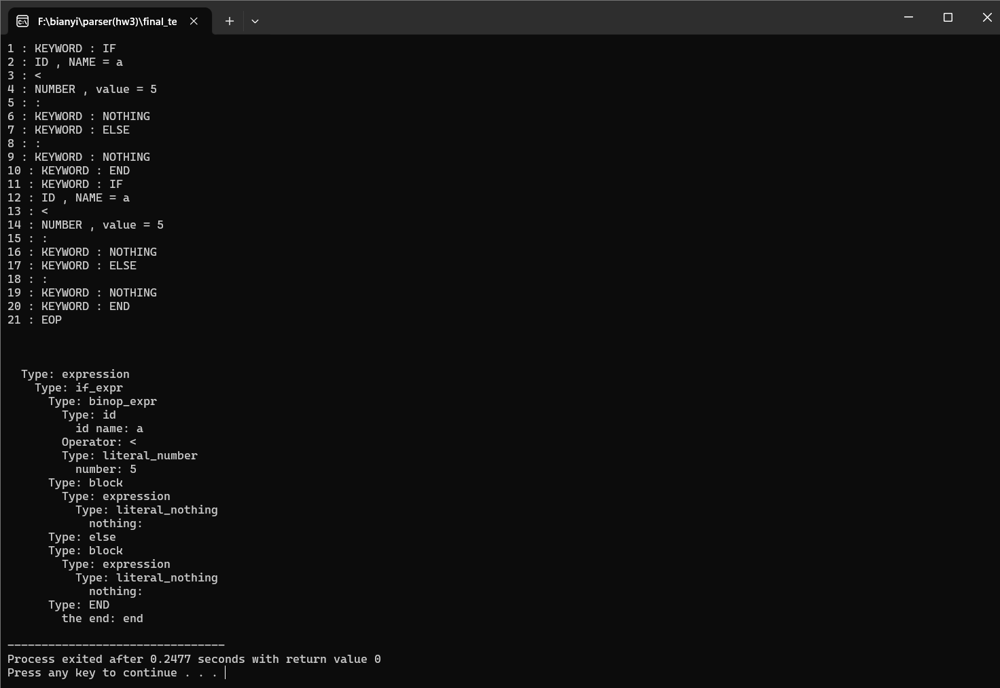 F:\bianyi\parser(hw3)\final_te
1 : KEYWORD : IF
2 : ID , NAME = a
3 : <
4 : NUMBER , value = 5
5 : :
6 : KEYWORD : NOTHING
7 : KEYWORD : ELSE
8 : :
9 : KEYWORD : NOTHING
10 : KEYWORD : END
11 : KEYWORD : IF
12 : ID , NAME = a
13 : <
14 : NUMBER , value = 5
15 : :
16 : KEYWORD : NOTHING
17 : KEYWORD : ELSE
18 : :
19 : KEYWORD : NOTHING
20 : KEYWORD : END
21 : EOP
Type: expression
Type: if_expr
Type: binop_expr
Type: id
id name: a
Operator: <
Type: literal_number
number: 5
Type: block
Type: expression
Type: literal_nothing
nothing:
Type: else
Type: block
Type: expression
Type: literal_nothing
nothing:
Type: END
the end: end
--------------------------------
Process exited after 0.2477 seconds with return value 0
Press any key to continue . . .